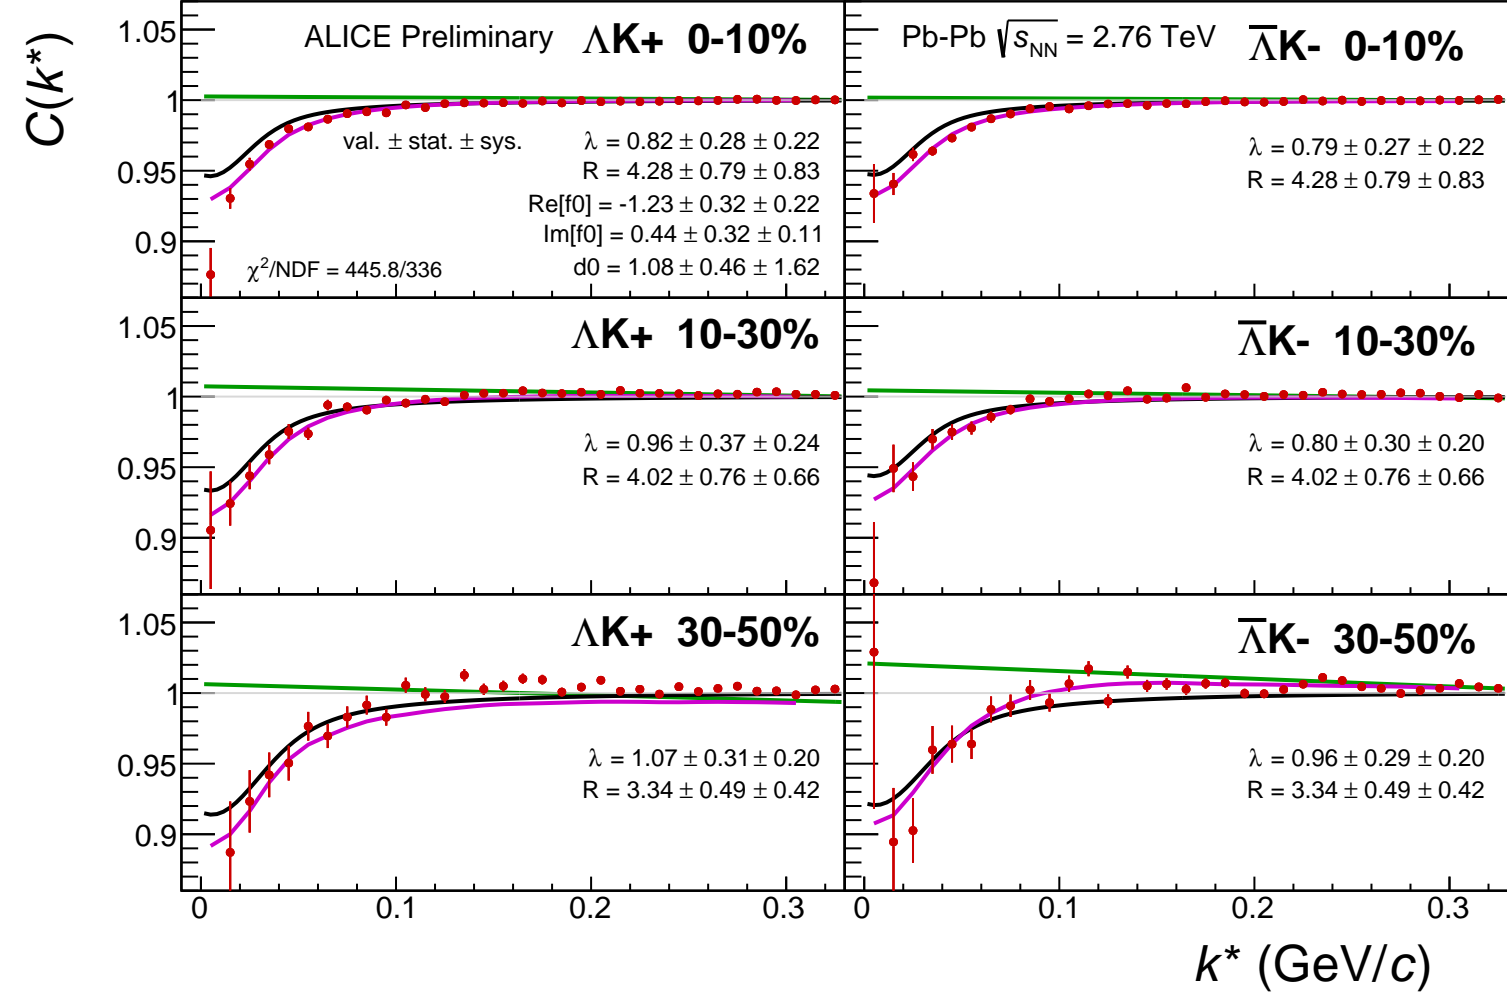 C(k*)
ALICE Preliminary ΛK+ 0-10%
val. ± stat. ± sys.
λ = 0.82 ± 0.28 ± 0.22
R = 4.28 ± 0.79 ± 0.83
Re[f0] = -1.23 ± 0.32 ± 0.22
Im[f0] = 0.44 ± 0.32 ± 0.11
d0 = 1.08 ± 0.46 ± 1.62
χ²/NDF = 445.8/336
1.05
1
0.95
0.9
Pb-Pb √sNN = 2.76 TeV Λ̅K- 0-10%
λ = 0.79 ± 0.27 ± 0.22
R = 4.28 ± 0.79 ± 0.83
ΛK+ 10-30%
λ = 0.96 ± 0.37 ± 0.24
R = 4.02 ± 0.76 ± 0.66
1.05
1
0.95
0.9
Λ̅K- 10-30%
λ = 0.80 ± 0.30 ± 0.20
R = 4.02 ± 0.76 ± 0.66
ΛK+ 30-50%
λ = 1.07 ± 0.31 ± 0.20
R = 3.34 ± 0.49 ± 0.42
1.05
1
0.95
0.9
Λ̅K- 30-50%
λ = 0.96 ± 0.29 ± 0.20
R = 3.34 ± 0.49 ± 0.42
0 0.1 0.2 0.3
0 0.1 0.2 0.3
k* (GeV/c)